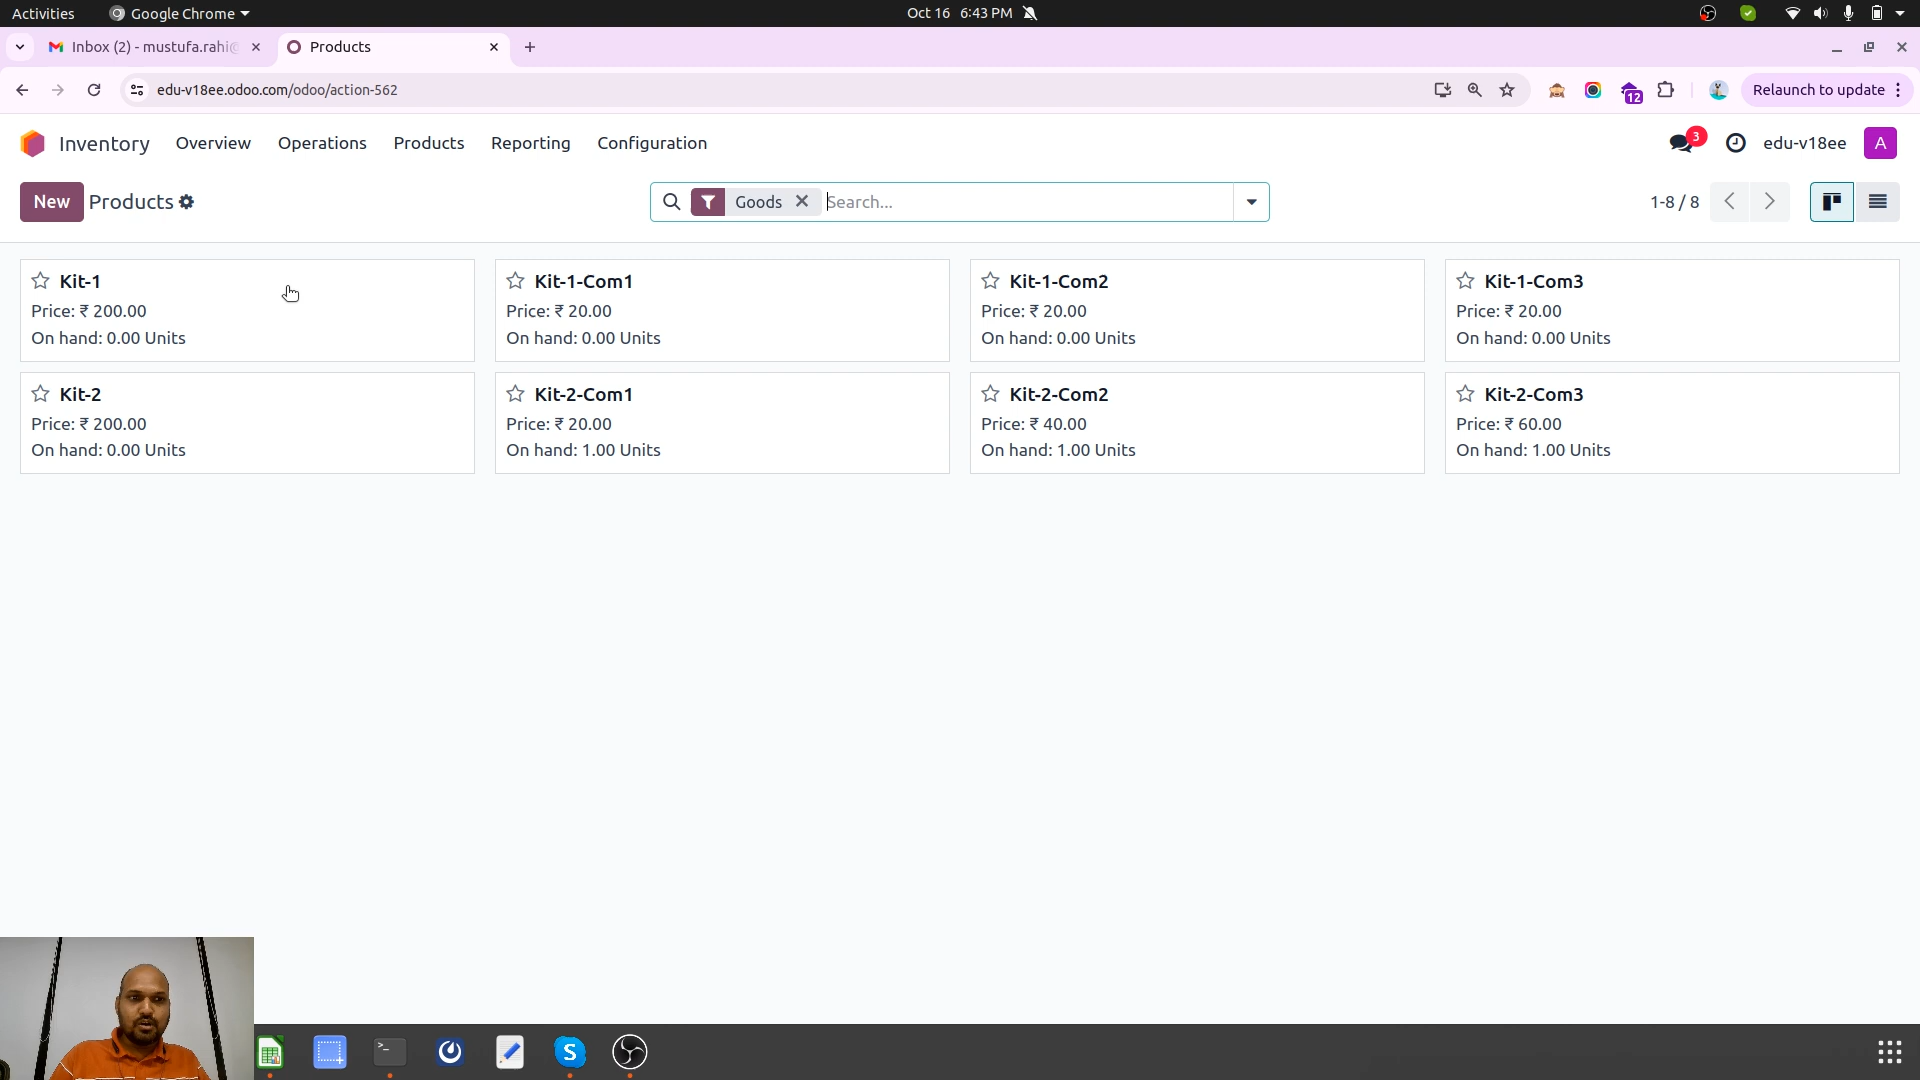 Activities Google Chrome Oct 16 6:43 PM
Inbox (2) - mustufa.rahi@ Products
edu-v18ee.odoo.com/odoo/action-562 12 Relaunch to update
Inventory Overview Operations Products Reporting Configuration 3 edu-v18ee A
New Products Goods Search... 1-8 / 8
Kit-1 Kit-1-Com1 Kit-1-Com2 Kit-1-Com3
Price: ₹ 200.00 Price: ₹ 20.00 Price: ₹ 20.00 Price: ₹ 20.00
On hand: 0.00 Units On hand: 0.00 Units On hand: 0.00 Units On hand: 0.00 Units
Kit-2 Kit-2-Com1 Kit-2-Com2 Kit-2-Com3
Price: ₹ 200.00 Price: ₹ 20.00 Price: ₹ 40.00 Price: ₹ 60.00
On hand: 0.00 Units On hand: 1.00 Units On hand: 1.00 Units On hand: 1.00 Units